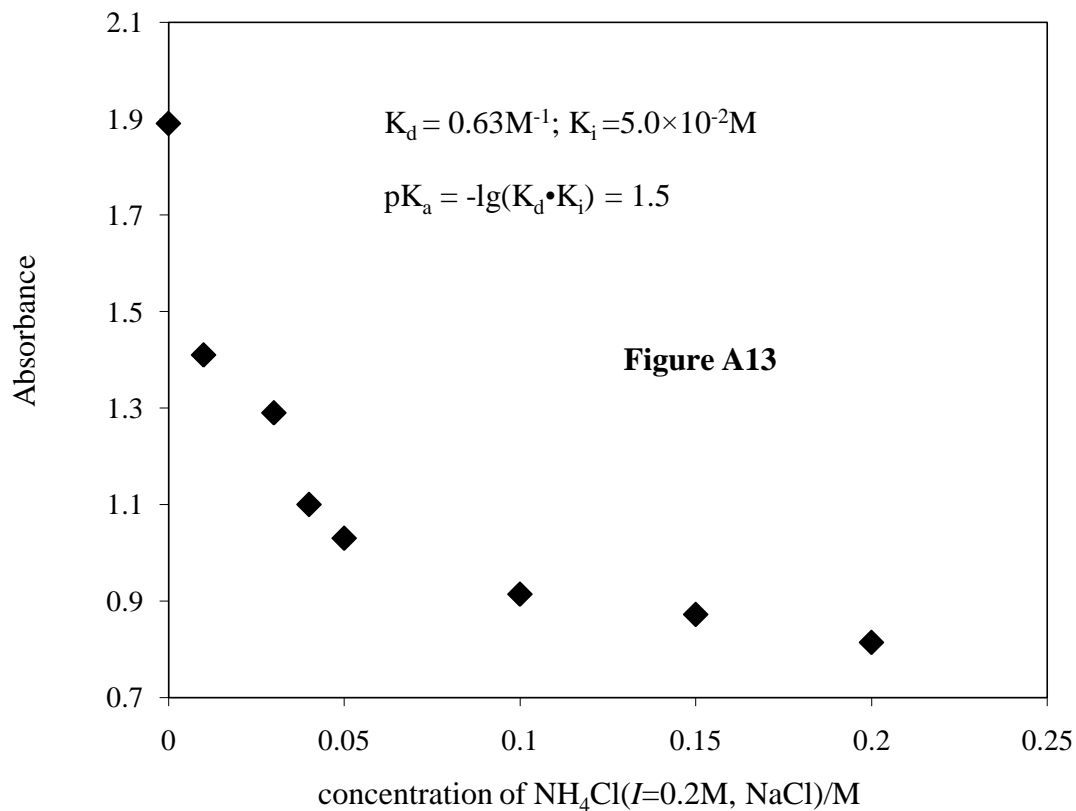 2.1
1.9
1.7
1.5
1.3
1.1
0.9
0.7
Absorbance
K_d = 0.63M^-1; K_i =5.0×10^-2M
pK_a = -lg(K_d•K_i) = 1.5
Figure A13
0 0.05 0.1 0.15 0.2 0.25
concentration of NH_4Cl(I=0.2M, NaCl)/M